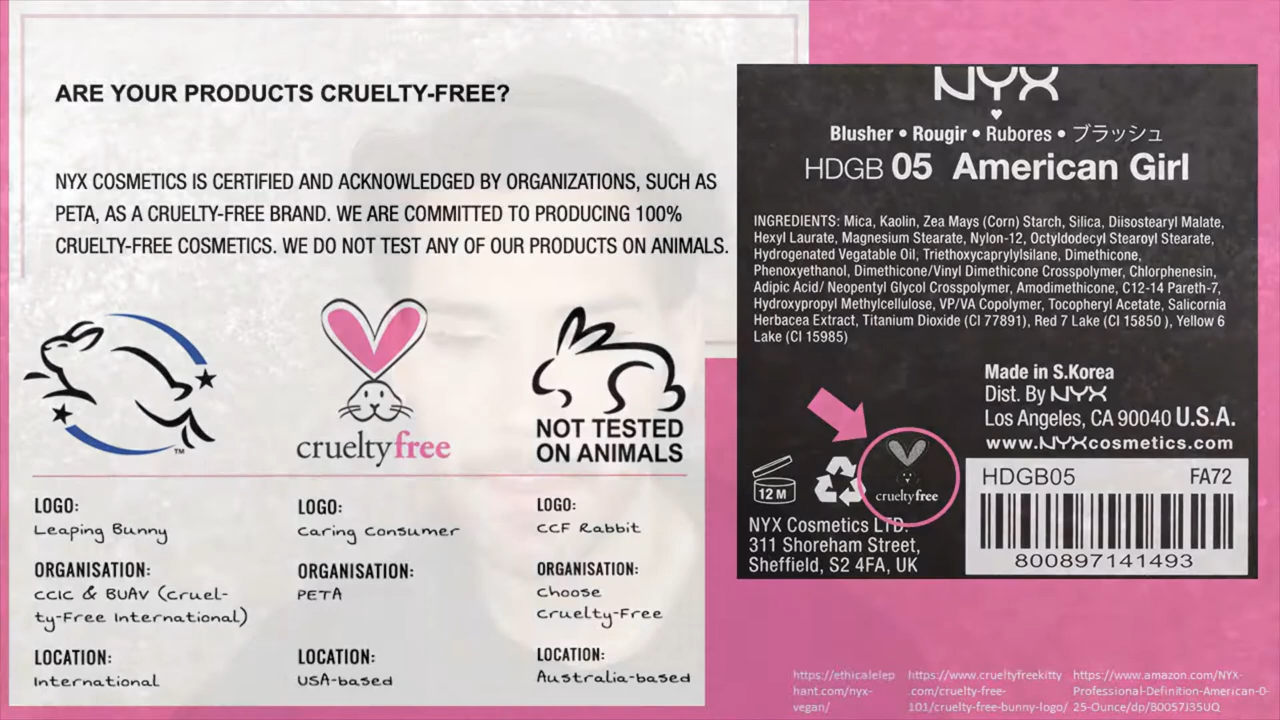 ARE YOUR PRODUCTS CRUELTY-FREE?
NYX COSMETICS IS CERTIFIED AND ACKNOWLEDGED BY ORGANIZATIONS, SUCH AS
PETA, AS A CRUELTY-FREE BRAND. WE ARE COMMITTED TO PRODUCING 100%
CRUELTY-FREE COSMETICS. WE DO NOT TEST ANY OF OUR PRODUCTS ON ANIMALS.
TM
crueltyfree
NOT TESTED
ON ANIMALS
LOGO:
Leaping Bunny
ORGANISATION:
CCIC & BUAV (Cruel-
ty-Free International)
LOCATION:
International
LOGO:
Caring Consumer
ORGANISATION:
PETA
LOCATION:
USA-based
LOGO:
CCF Rabbit
ORGANISATION:
Choose
Cruelty-Free
LOCATION:
Australia-based
NYX
Blusher • Rougir • Rubores • ブラッシュ
HDGB 05 American Girl
INGREDIENTS: Mica, Kaolin, Zea Mays (Corn) Starch, Silica, Diisostearyl Malate,
Hexyl Laurate, Magnesium Stearate, Nylon-12, Octyldodecyl Stearoyl Stearate,
Hydrogenated Vegatable Oil, Triethoxycaprylylsilane, Dimethicone,
Phenoxyethanol, Dimethicone/Vinyl Dimethicone Crosspolymer, Chlorphenesin,
Adipic Acid/ Neopentyl Glycol Crosspolymer, Amodimethicone, C12-14 Pareth-7,
Hydroxypropyl Methylcellulose, VP/VA Copolymer, Tocopheryl Acetate, Salicornia
Herbacea Extract, Titanium Dioxide (CI 77891), Red 7 Lake (CI 15850 ), Yellow 6
Lake (CI 15985)
Made in S.Korea
Dist. By NYX
Los Angeles, CA 90040 U.S.A.
www.NYXcosmetics.com
12 M
crueltyfree
NYX Cosmetics LTD.
311 Shoreham Street,
Sheffield, S2 4FA, UK
HDGB05 FA72
800897141493
https://ethicalelep
hant.com/nyx-
vegan/
https://www.crueltyfreekitty
.com/cruelty-free-
101/cruelty-free-bunny-logo/
https://www.amazon.com/NYX-
Professional-Definition-American-0-
25-Ounce/dp/B0057J35UQ